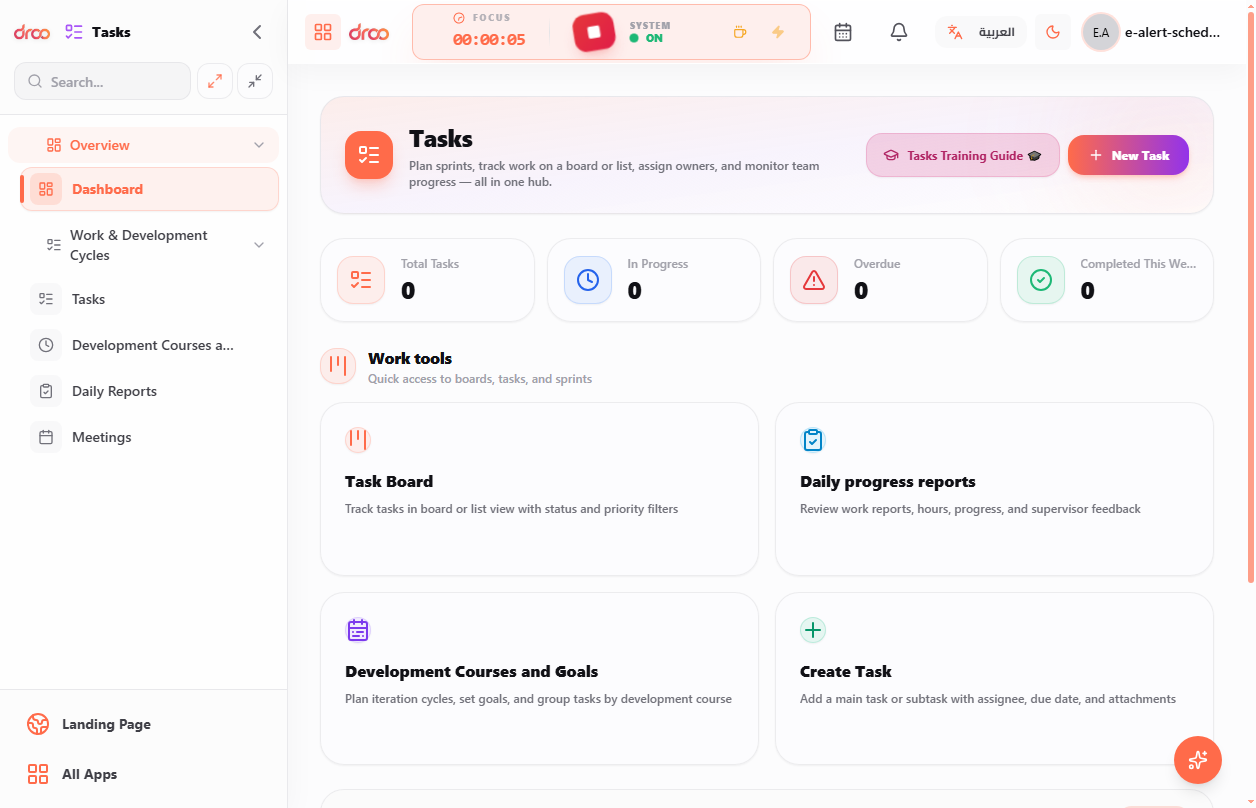 droo
Tasks
Search...
Overview
Dashboard
Work & Development
Cycles
Tasks
Development Courses a...
Daily Reports
Meetings
Landing Page
All Apps
droo
FOCUS
00:00:05
SYSTEM
ON
العربية
E.A
e-alert-sched...
Tasks
Plan sprints, track work on a board or list, assign owners, and monitor team
progress — all in one hub.
Tasks Training Guide 🎓
New Task
Total Tasks
0
In Progress
0
Overdue
0
Completed This We...
0
Work tools
Quick access to boards, tasks, and sprints
Task Board
Track tasks in board or list view with status and priority filters
Daily progress reports
Review work reports, hours, progress, and supervisor feedback
Development Courses and Goals
Plan iteration cycles, set goals, and group tasks by development course
Create Task
Add a main task or subtask with assignee, due date, and attachments